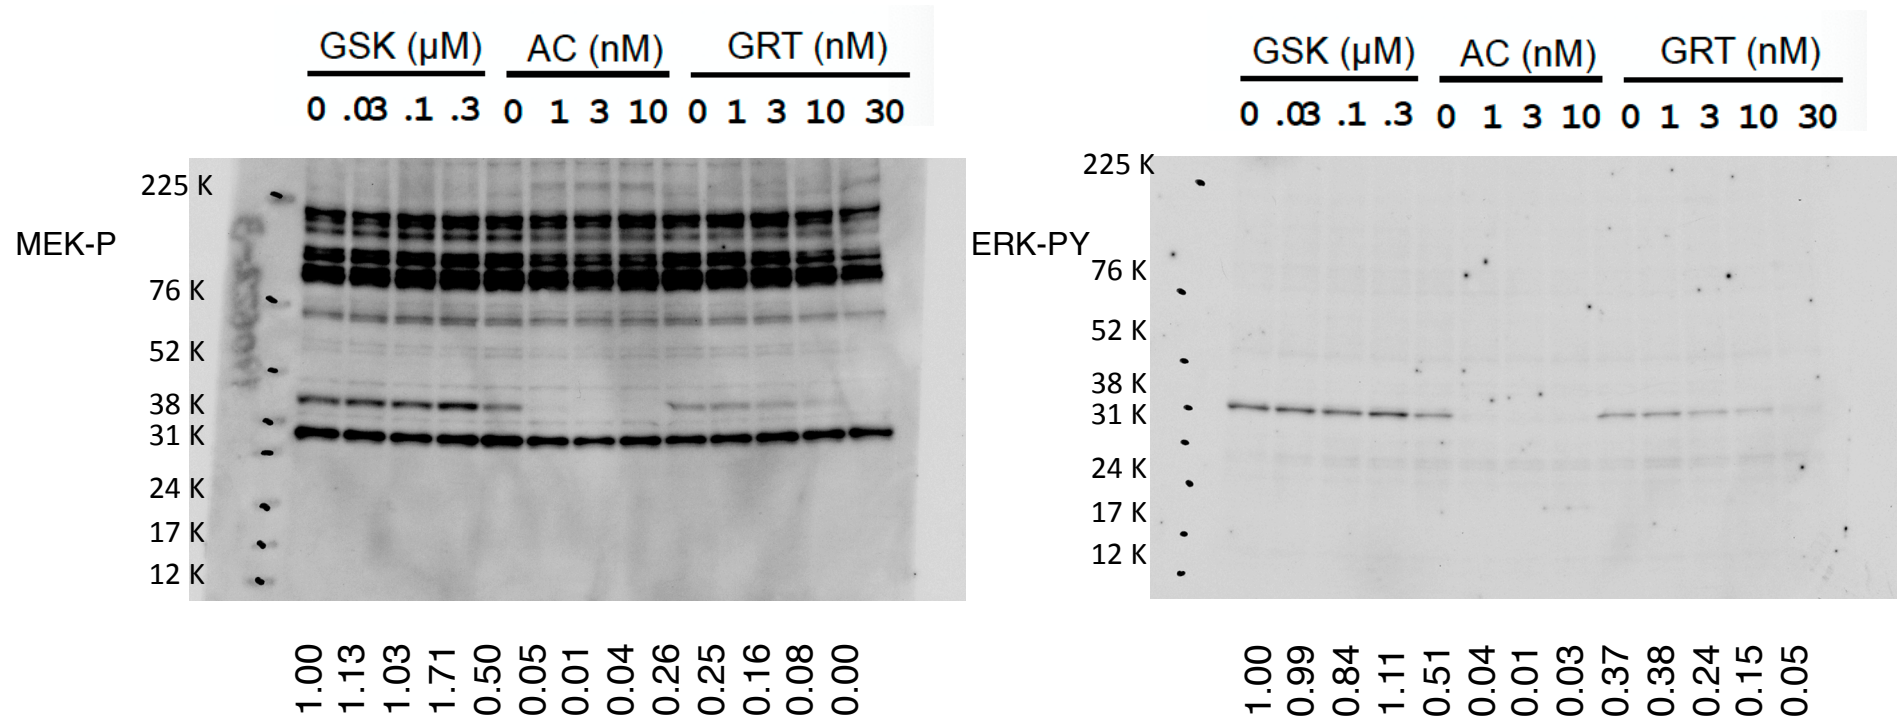 GSK (µM) AC (nM) GRT (nM)
0 .03 .1 .3 0 1 3 10 0 1 3 10 30
225 K
MEK-P
76 K
52 K
38 K
31 K
24 K
17 K
12 K
1.00 1.13 1.03 1.71 0.50 0.05 0.01 0.04 0.26 0.25 0.16 0.08 0.00
GSK (µM) AC (nM) GRT (nM)
0 .03 .1 .3 0 1 3 10 0 1 3 10 30
225 K
ERK-PY
76 K
52 K
38 K
31 K
24 K
17 K
12 K
1.00 0.99 0.84 1.11 0.51 0.04 0.01 0.03 0.37 0.38 0.24 0.15 0.05